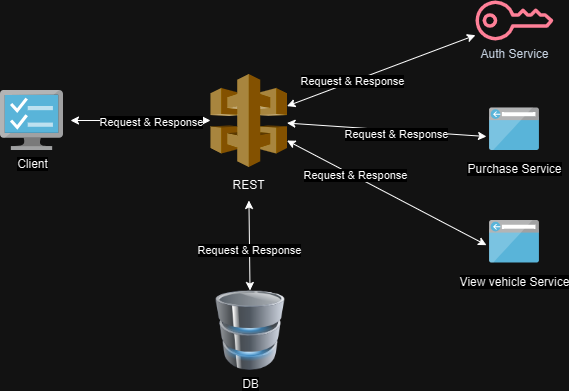 Auth Service
Request & Response
Request & Response
Request & Response
Client
Purchase Service
Request & Response
REST
Request & Response
View vehicle Service
DB